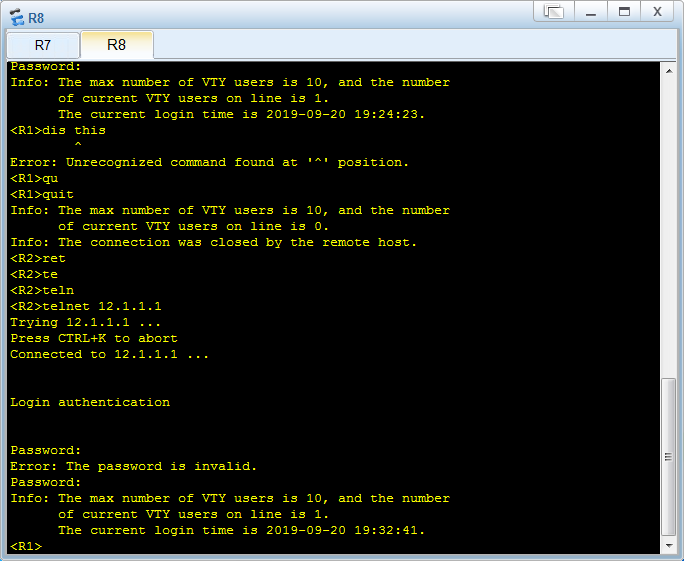 R8
R7 R8
Password:
Info: The max number of VTY users is 10, and the number
of current VTY users on line is 1.
The current login time is 2019-09-20 19:24:23.
<R1>dis this
^
Error: Unrecognized command found at '^' position.
<R1>qu
<R1>quit
Info: The max number of VTY users is 10, and the number
of current VTY users on line is 0.
Info: The connection was closed by the remote host.
<R2>ret
<R2>te
<R2>teln
<R2>telnet 12.1.1.1
Trying 12.1.1.1 ...
Press CTRL+K to abort
Connected to 12.1.1.1 ...
Login authentication
Password:
Error: The password is invalid.
Password:
Info: The max number of VTY users is 10, and the number
of current VTY users on line is 1.
The current login time is 2019-09-20 19:32:41.
<R1>